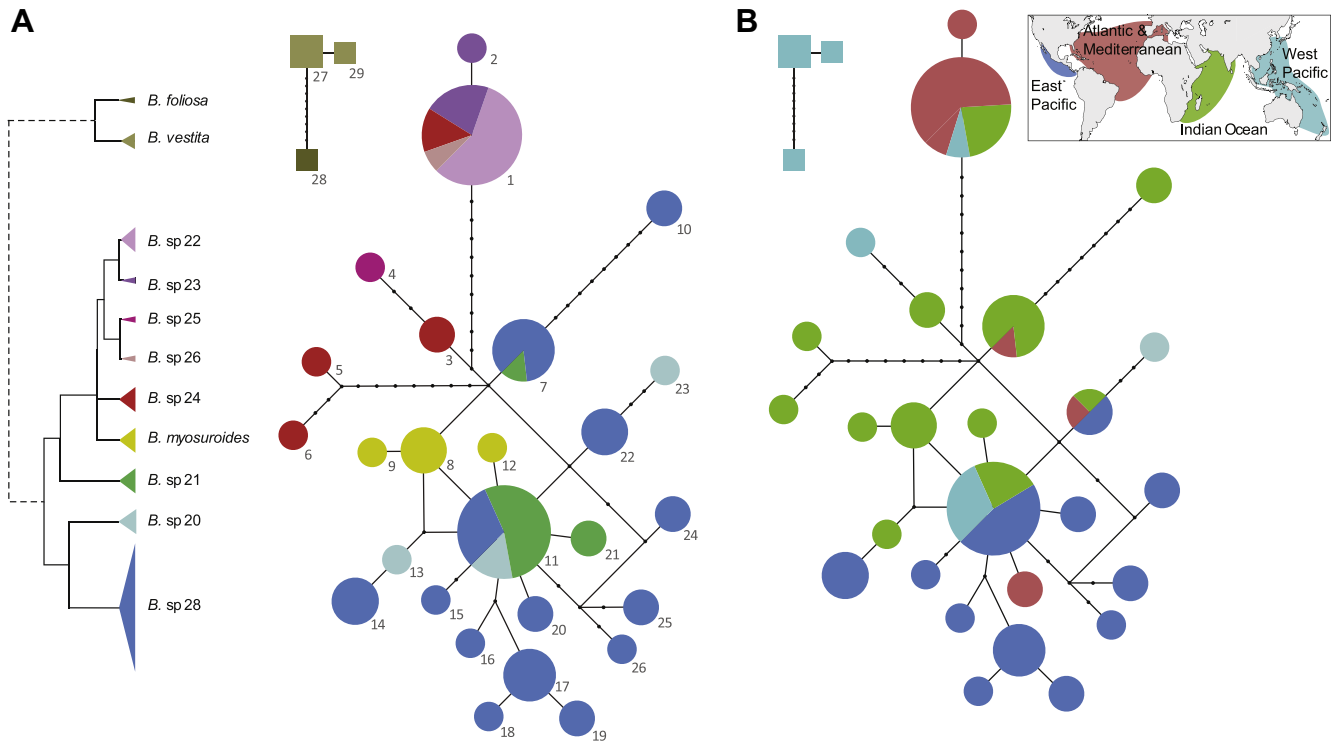 A
B. foliosa
B. vestita
B. sp 22
B. sp 23
B. sp 25
B. sp 26
B. sp 24
B. myosuroides
B. sp 21
B. sp 20
B. sp 28
27
29
28
2
1
10
4
3
5
6
7
23
22
9
8
12
24
11
21
13
14
15
20
25
16
26
17
18
19
B
Atlantic &
Mediterranean
West
Pacific
East
Pacific
Indian Ocean